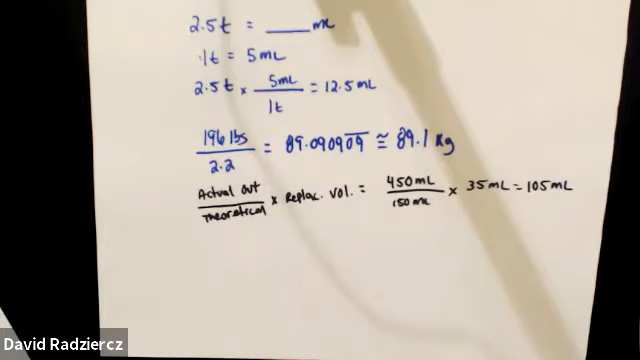 2.5t = ____ mL
1t = 5mL
2.5t x 5mL / 1t = 12.5mL
196 lbs / 2.2 = 89.090909 ≅ 89.1 kg
Actual Out / Theoretical x Replac. Vol. = 450mL / 150mL x 35mL = 105mL
David Radziercz